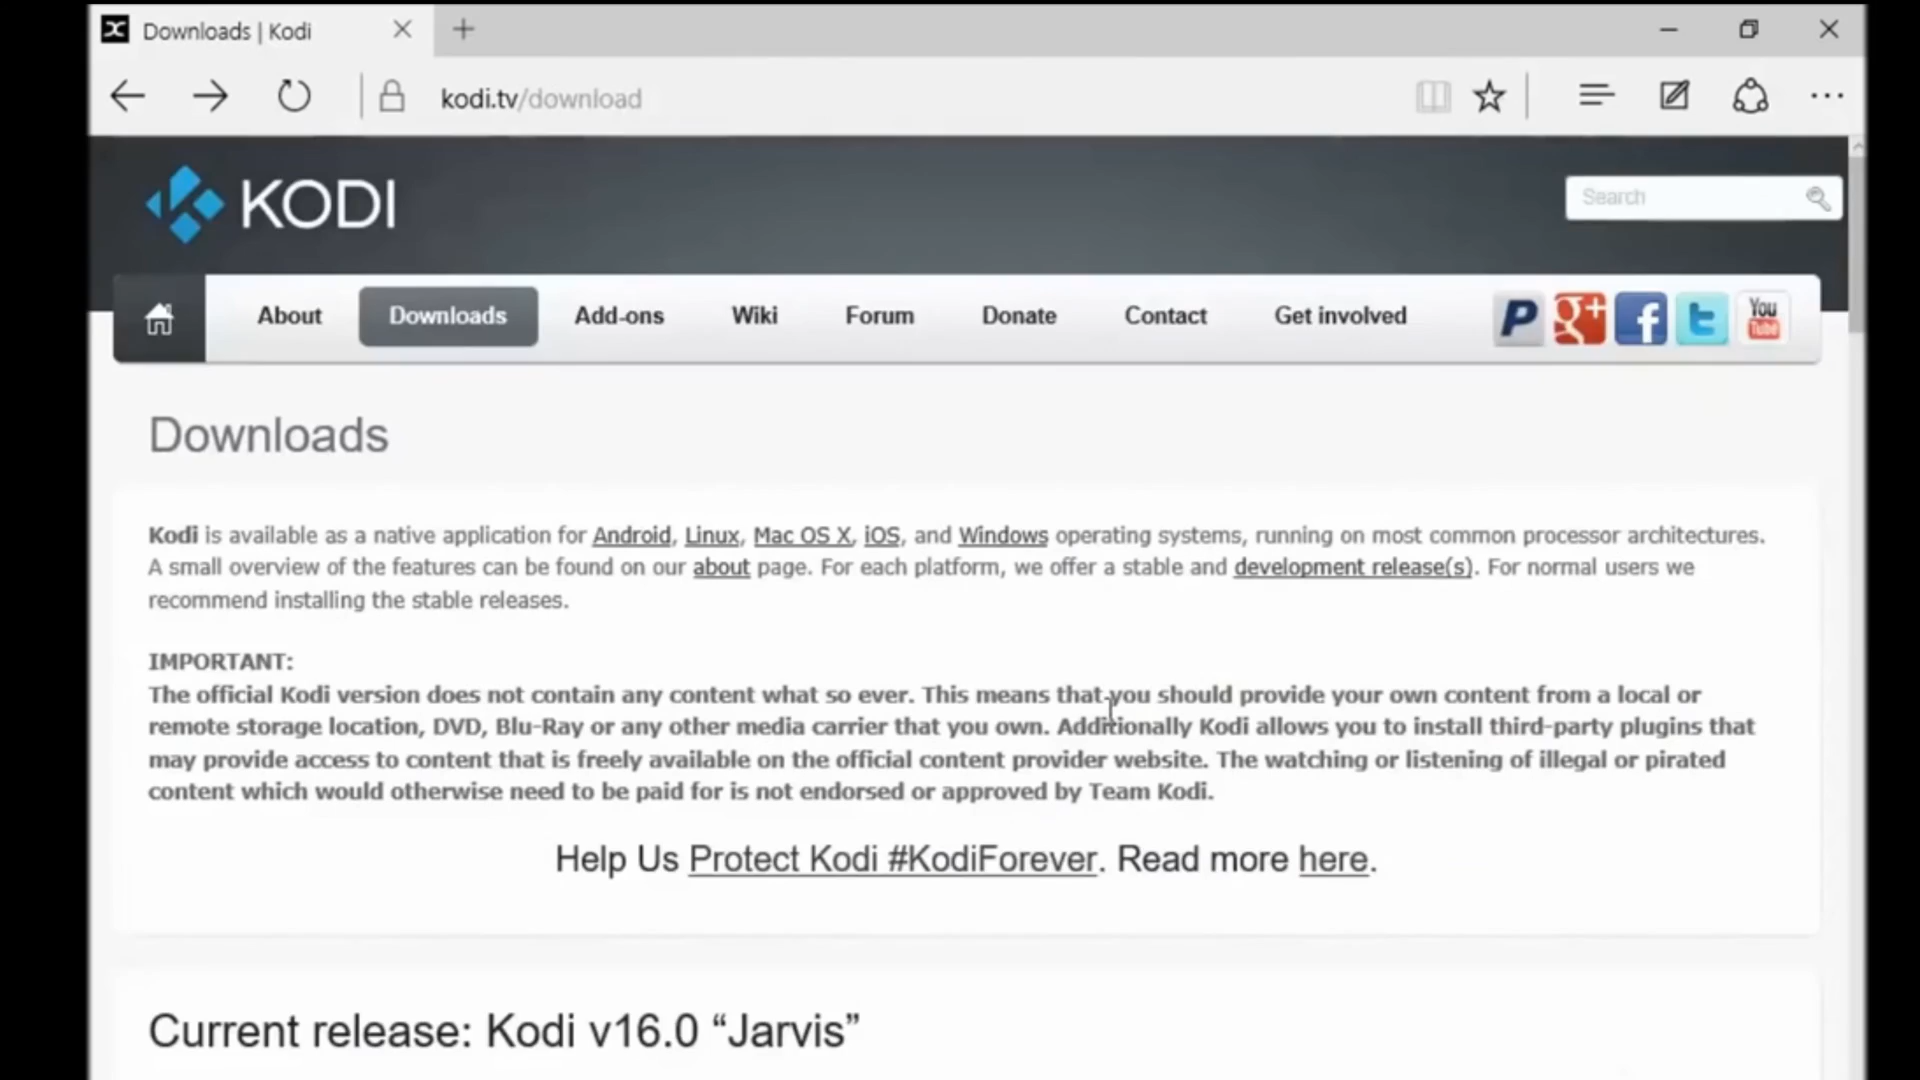 Downloads | Kodi
kodi.tv/download
KODI
Search
About Downloads Add-ons Wiki Forum Donate Contact Get involved P g+ f t You Tube
Downloads
Kodi is available as a native application for Android, Linux, Mac OS X, iOS, and Windows operating systems, running on most common processor architectures.
A small overview of the features can be found on our about page. For each platform, we offer a stable and development release(s). For normal users we
recommend installing the stable releases.
IMPORTANT:
The official Kodi version does not contain any content what so ever. This means that you should provide your own content from a local or
remote storage location, DVD, Blu-Ray or any other media carrier that you own. Additionally Kodi allows you to install third-party plugins that
may provide access to content that is freely available on the official content provider website. The watching or listening of illegal or pirated
content which would otherwise need to be paid for is not endorsed or approved by Team Kodi.
Help Us Protect Kodi #KodiForever. Read more here.
Current release: Kodi v16.0 “Jarvis”